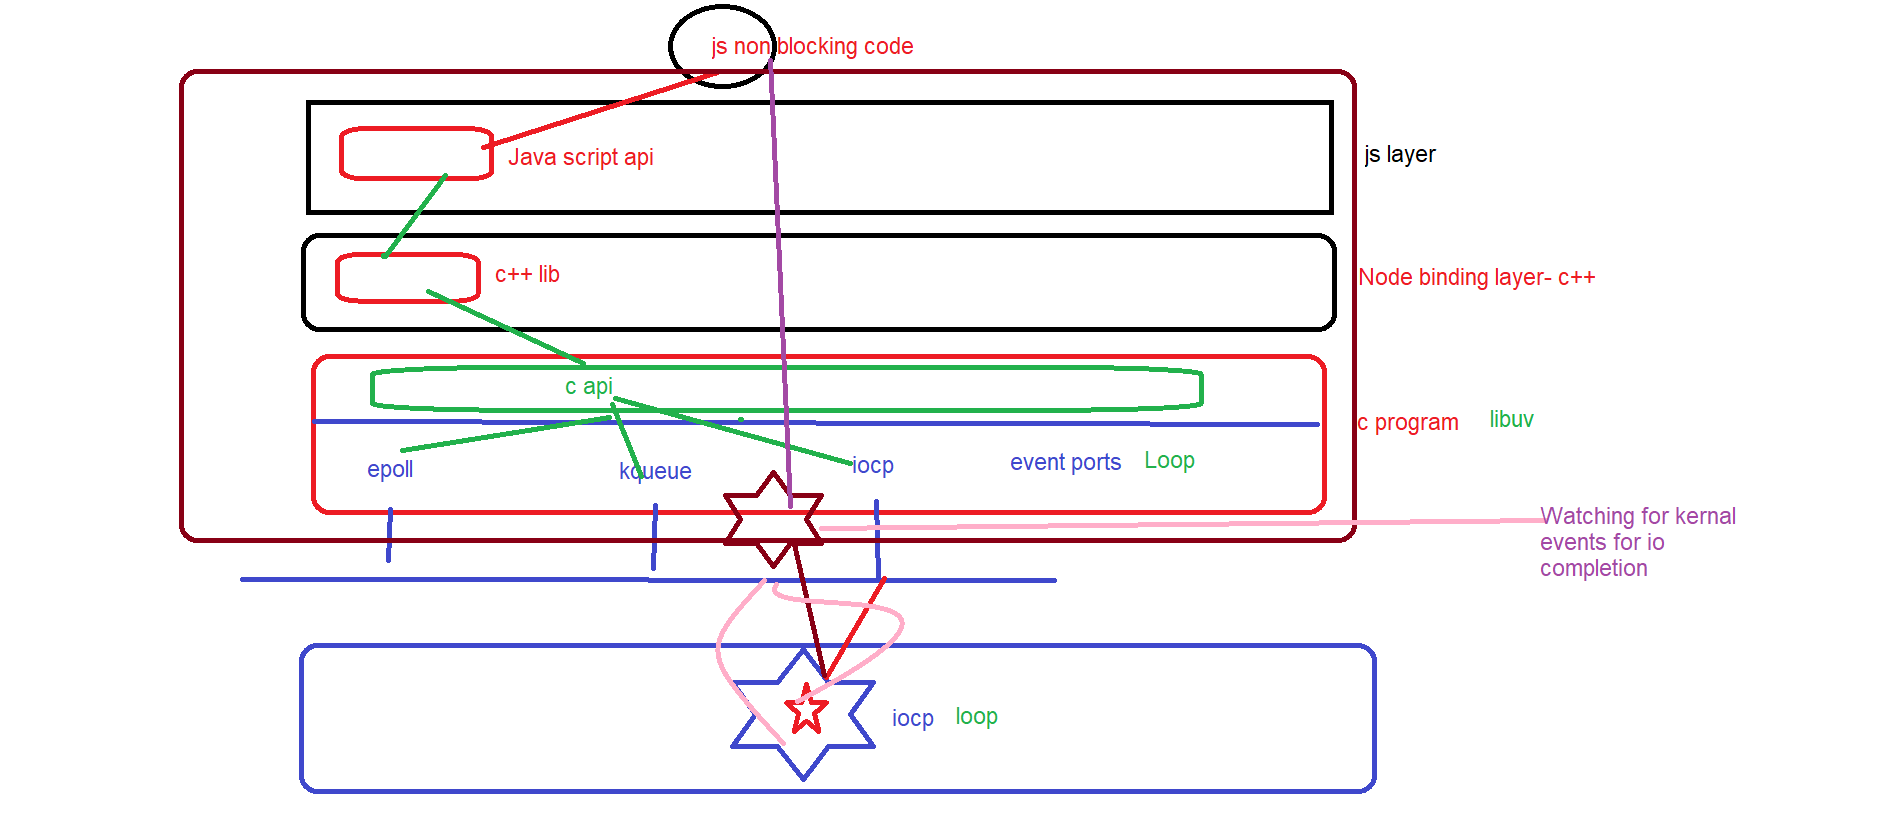 js non blocking code
Java script api
js layer
c++ lib
Node binding layer- c++
c api
c program
libuv
epoll
kqueue
iocp
event ports
Loop
Watching for kernal
events for io
completion
iocp
loop